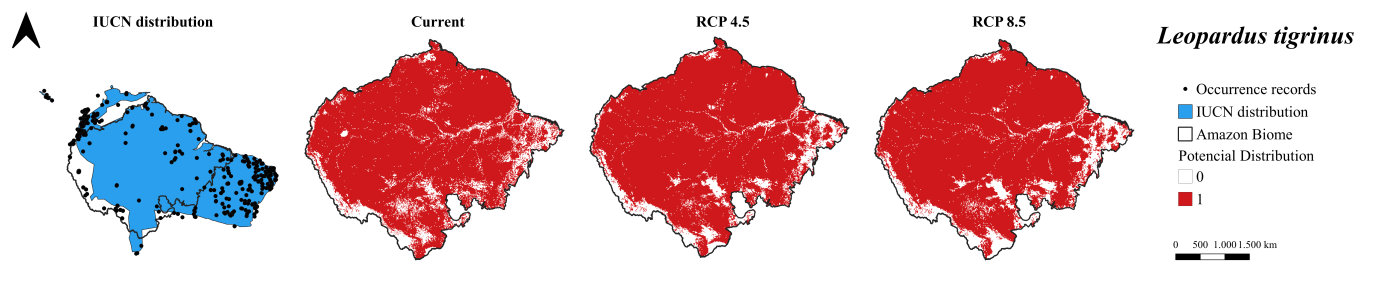 IUCN distribution
Current
RCP 4.5
RCP 8.5
Leopardus tigrinus
Occurrence records
IUCN distribution
Amazon Biome
Potencial Distribution
0
1
0 500 1.000 1.500 km